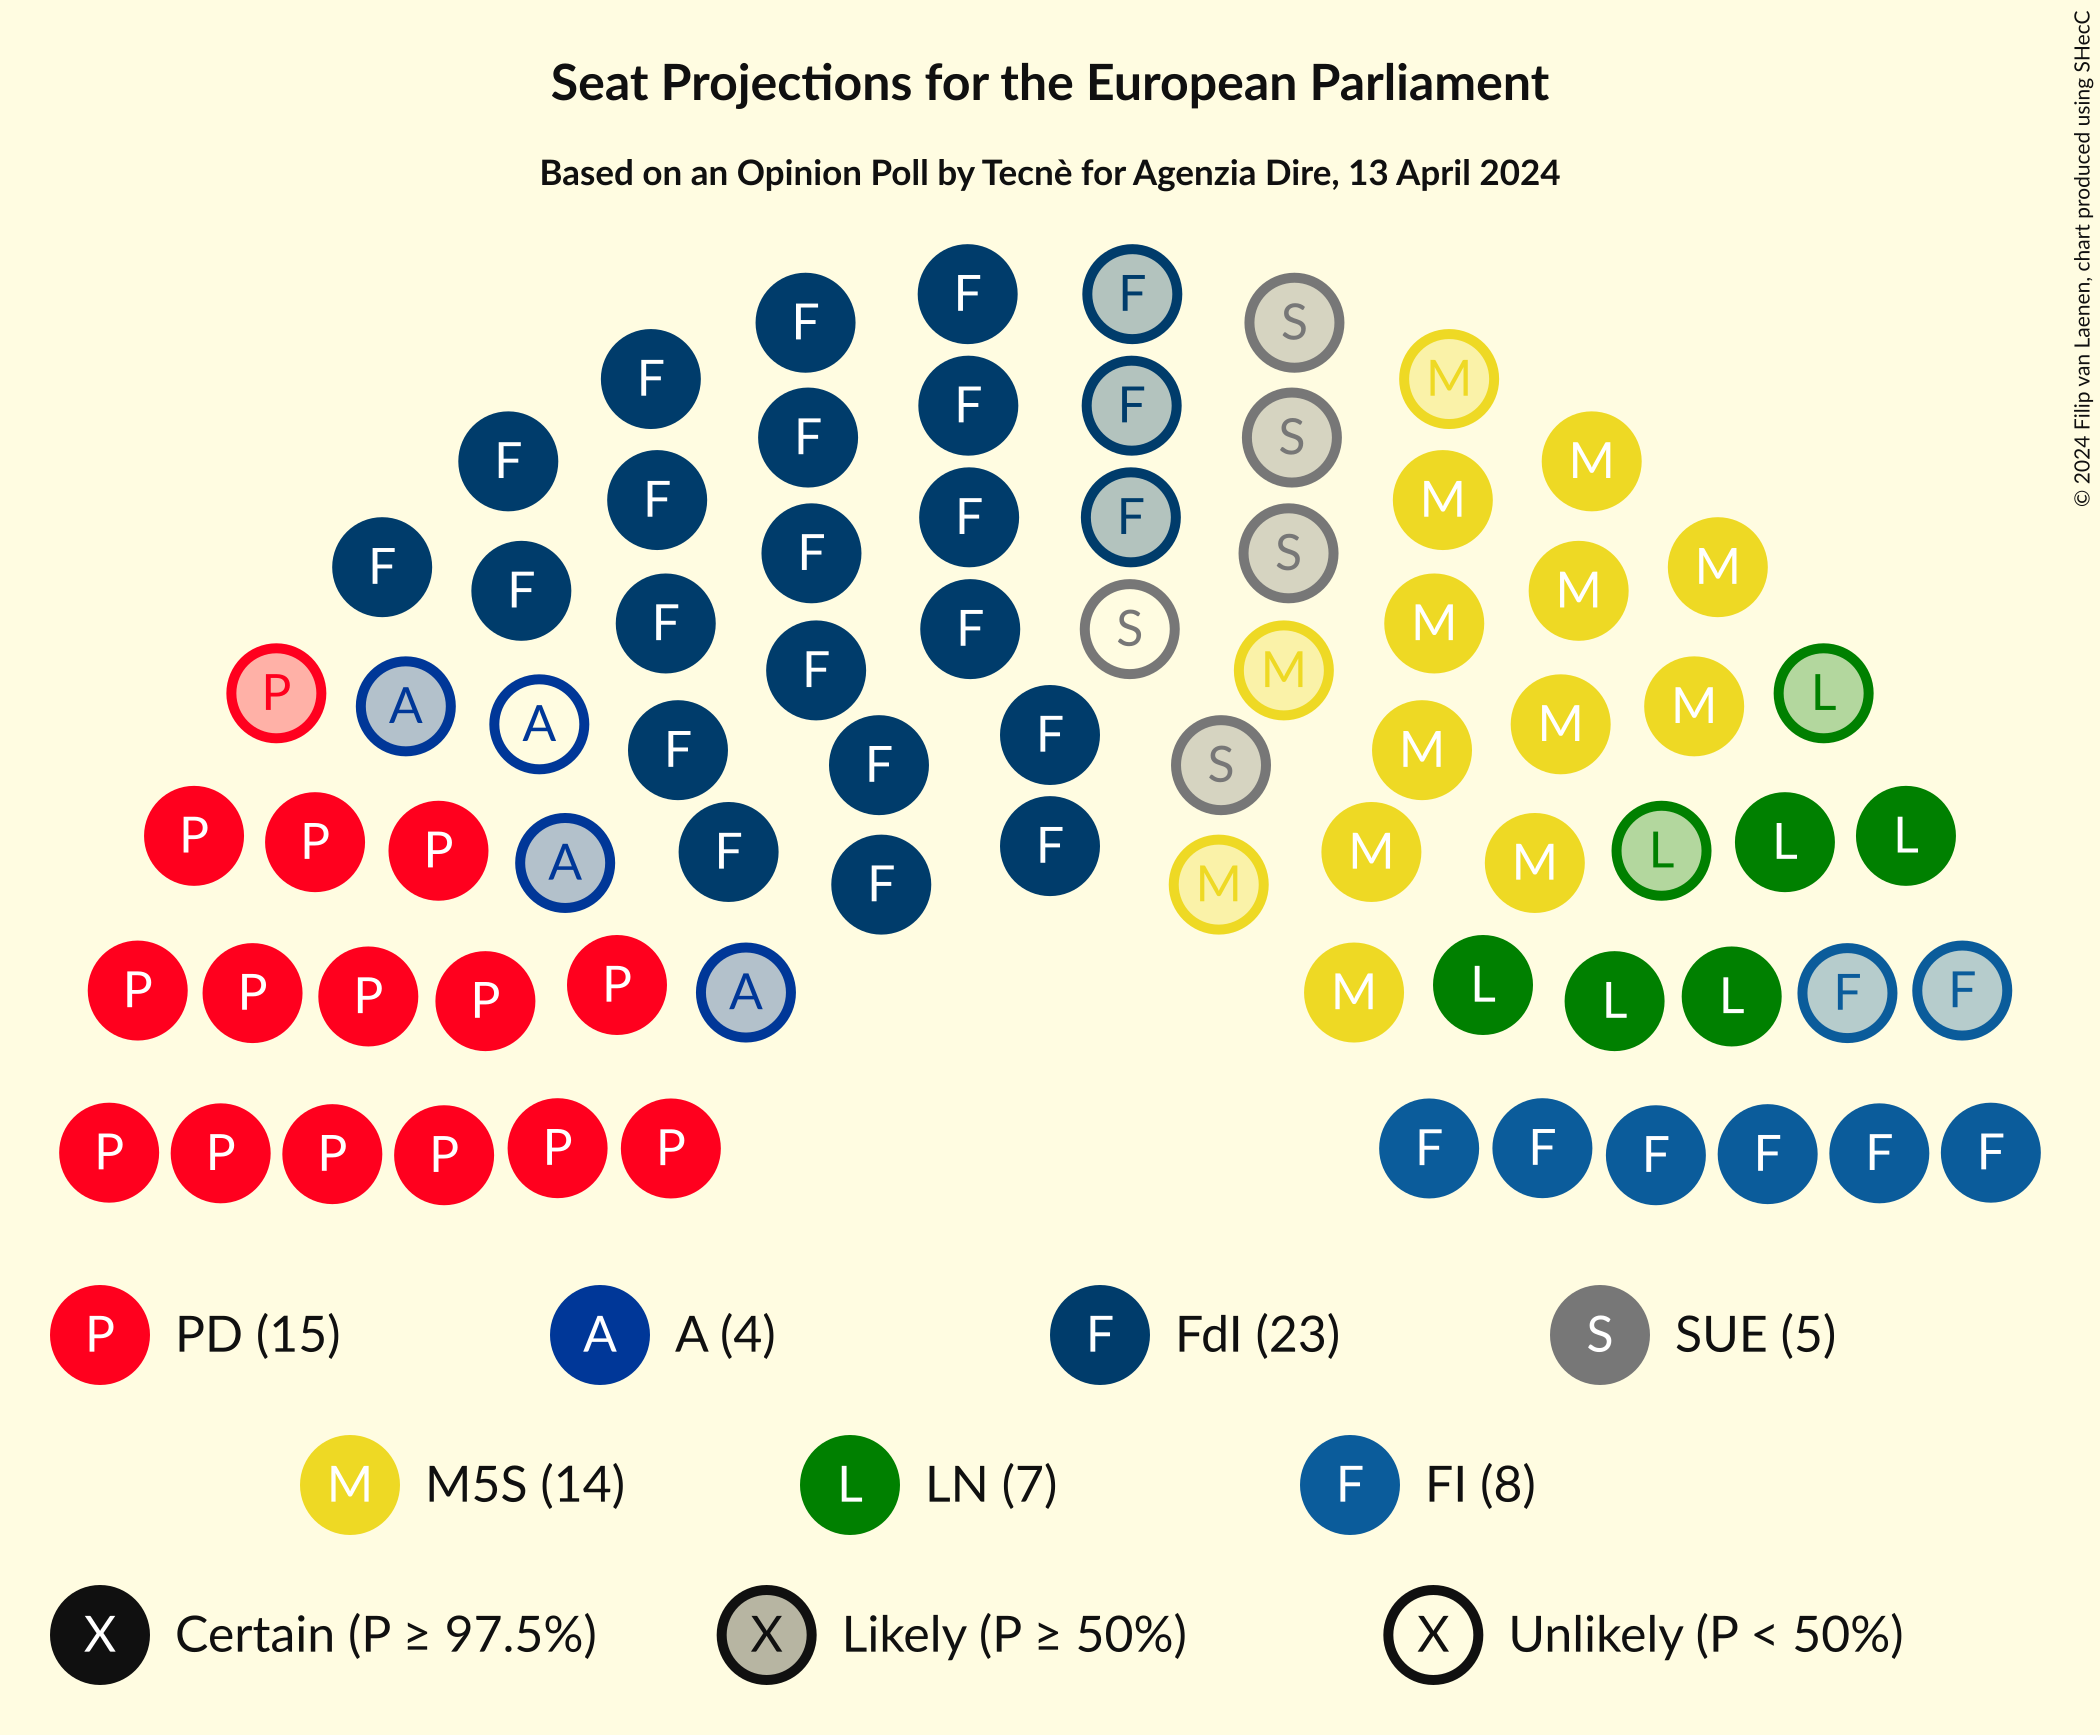 Seat Projections for the European Parliament
Based on an Opinion Poll by Tecnè for Agenzia Dire, 13 April 2024
© 2024 Filip van Laenen, chart produced using SHecC
F F S
F F M
F F S
F F M
F F M
F F S
F M
F F M
F F S
F M
F F M
F S
P L
F M
A M
A M
F F M
F S
P L
P L
P F M L
A F M
F M
P P L
P P L
P F F
P A M F F
P P P P P P F F F F F F
P PD (15) A A (4) F FdI (23) S SUE (5)
M M5S (14) L LN (7) F FI (8)
X Certain (P ≥ 97.5%) X Likely (P ≥ 50%) X Unlikely (P < 50%)